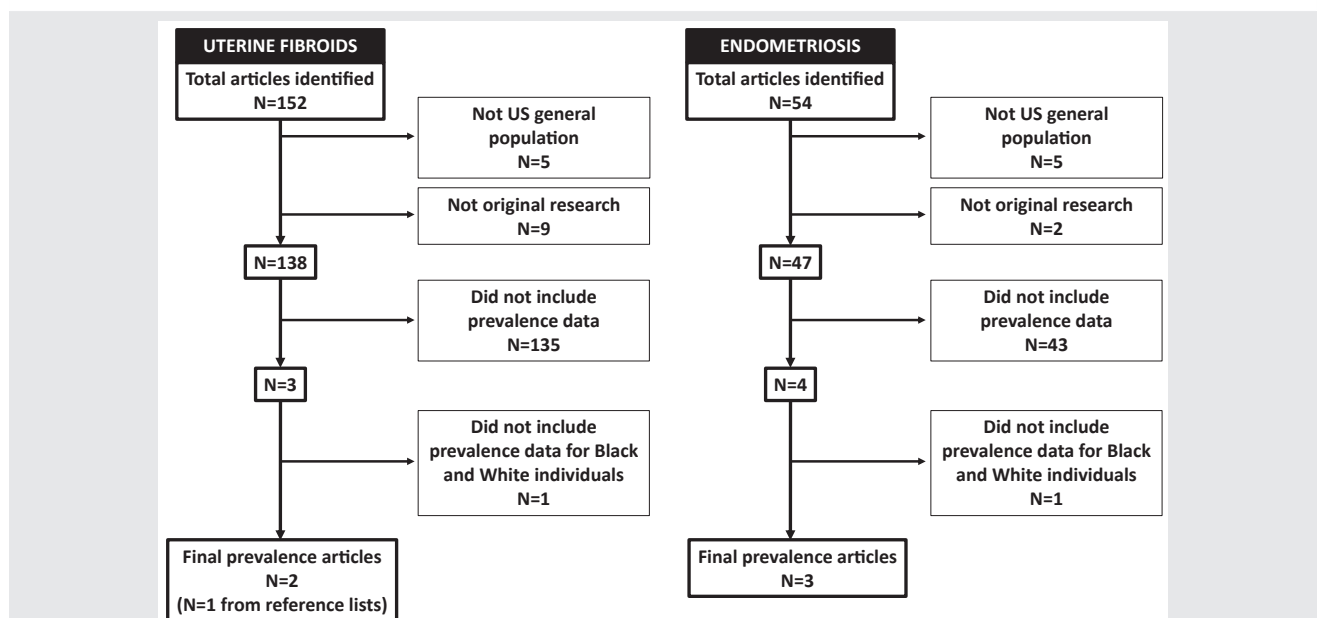 UTERINE FIBROIDS
Total articles identified
N=152
Not US general
population
N=5
Not original research
N=9
N=138
Did not include
prevalence data
N=135
N=3
Did not include
prevalence data for Black
and White individuals
N=1
Final prevalence articles
N=2
(N=1 from reference lists)
ENDOMETRIOSIS
Total articles identified
N=54
Not US general
population
N=5
Not original research
N=2
N=47
Did not include
prevalence data
N=43
N=4
Did not include
prevalence data for Black
and White individuals
N=1
Final prevalence articles
N=3